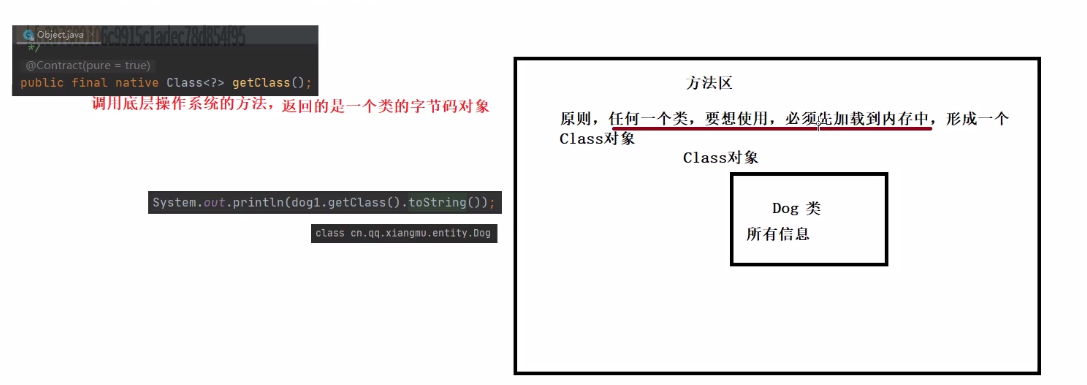 Object.java
*/
@Contract(pure = true)
public final native Class<?> getClass();
调用底层操作系统的方法，返回的是一个类的字节码对象
System.out.println(dog1.getClass().toString());
class cn.qq.xiangmu.entity.Dog
方法区
原则，任何一个类，要想使用，必须先加载到内存中，形成一个
Class对象
Class对象
Dog 类
所有信息